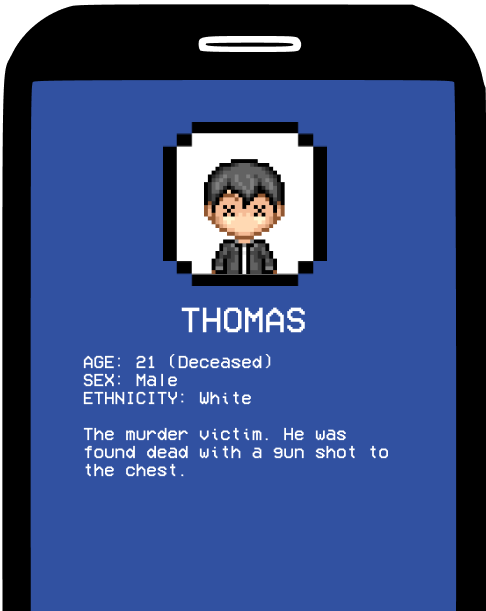 THOMAS
AGE: 21 (Deceased)
SEX: Male
ETHNICITY: White
The murder victim. He was
found dead with a gun shot to
the chest.